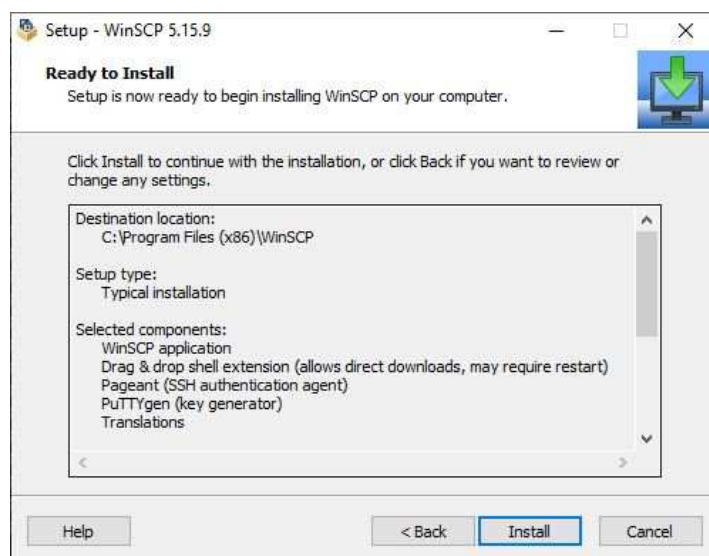 Setup - WinSCP 5.15.9
Ready to Install
Setup is now ready to begin installing WinSCP on your computer.
Click Install to continue with the installation, or click Back if you want to review or
change any settings.
Destination location:
C:\Program Files (x86)\WinSCP
Setup type:
Typical installation
Selected components:
WinSCP application
Drag & drop shell extension (allows direct downloads, may require restart)
Pageant (SSH authentication agent)
PuTTYgen (key generator)
Translations
Help
< Back
Install
Cancel